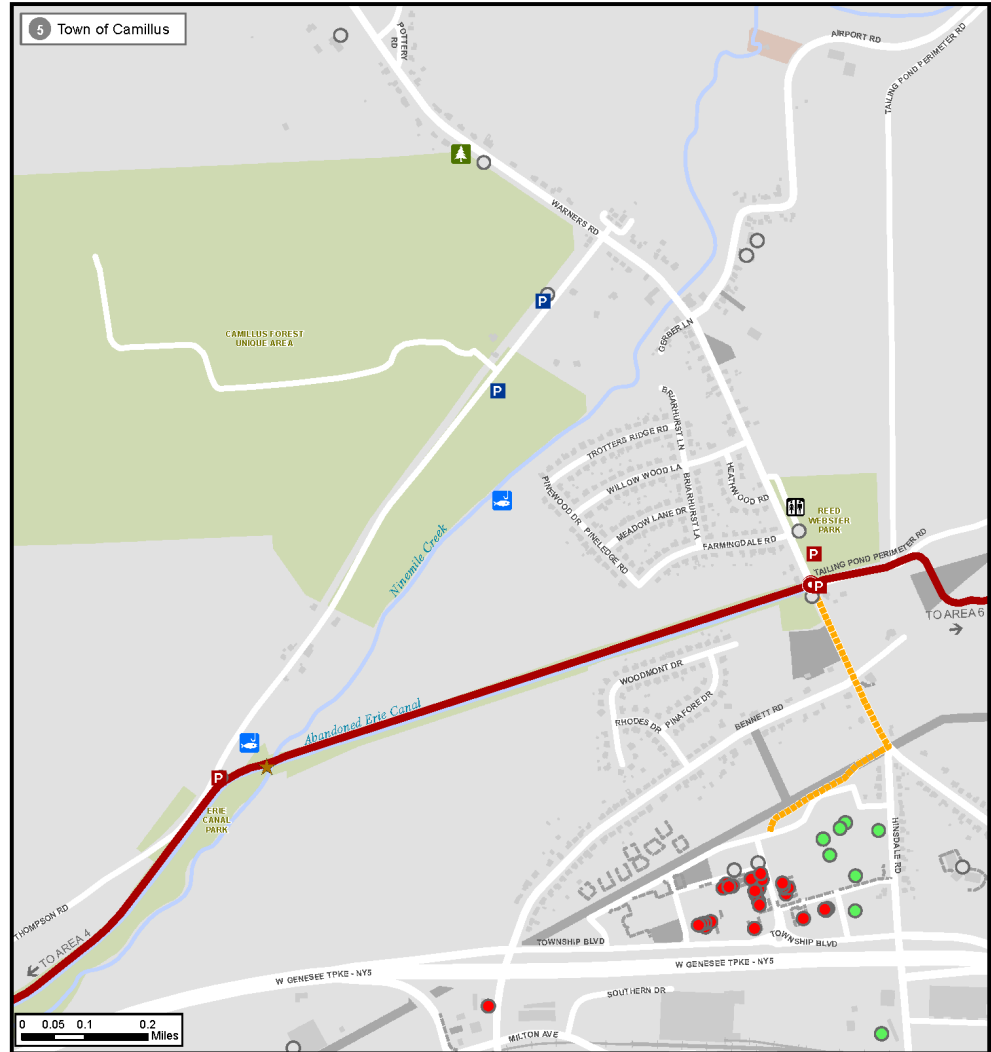 5 Town of Camillus
POTTERY
RD
AIRPORT RD
TAILING POND PERIMETER RD
WARNERS RD
P
GERBER LN
CAMILLUS FOREST
UNIQUE AREA
P
BRIARHURST LN
TROTTERS RIDGE RD
WILLOW WOOD LA
HEATHWOOD RD
PINEWOOD DR
BRIARHURST LA
MEADOW LANE DR
PINELEDGE RD
FARMINGDALE RD
REED
WEBSTER
PARK
P
TAILING POND PERIMETER RD
P
Ninemile Creek
TO AREA 6
WOODMONT DR
RHODES DR
PINAFORE DR
BENNETT RD
Abandoned Erie Canal
P
ERIE
CANAL
PARK
HINSDALE RD
THOMPSON RD
TO AREA 4
TOWNSHIP BLVD
TOWNSHIP BLVD
W GENESEE TPKE - NY5
W GENESEE TPKE - NY5
SOUTHERN DR
MILTON AVE
0 0.05 0.1 0.2
Miles